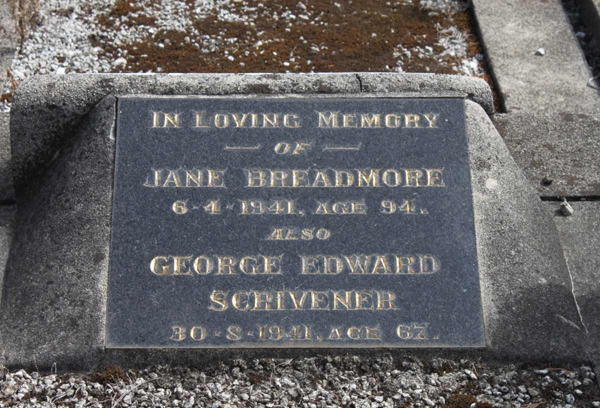 IN LOVING MEMORY
— OF —
JANE BREADMORE
6-4-1941, AGE 94.
ALSO
GEORGE EDWARD
SCRIVENER
30-8-1941, AGE 67.